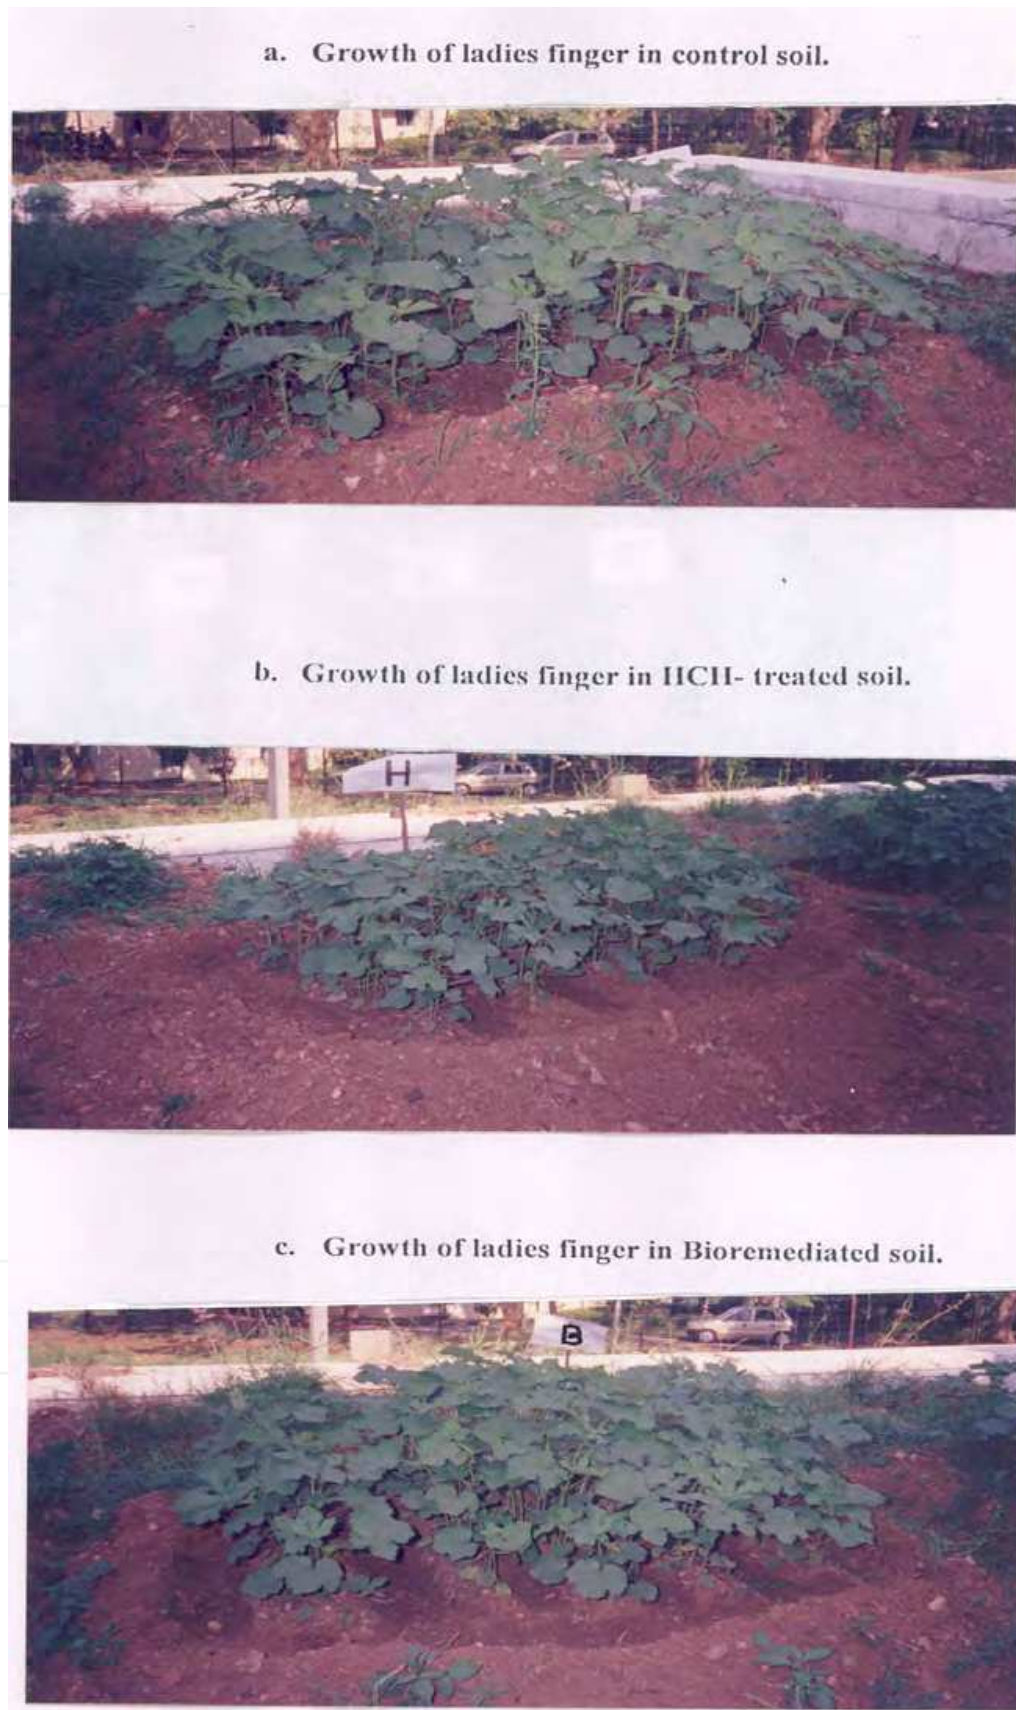 a. Growth of ladies finger in control soil.
b. Growth of ladies finger in HCH- treated soil.
H
c. Growth of ladies finger in Bioremediated soil.
B